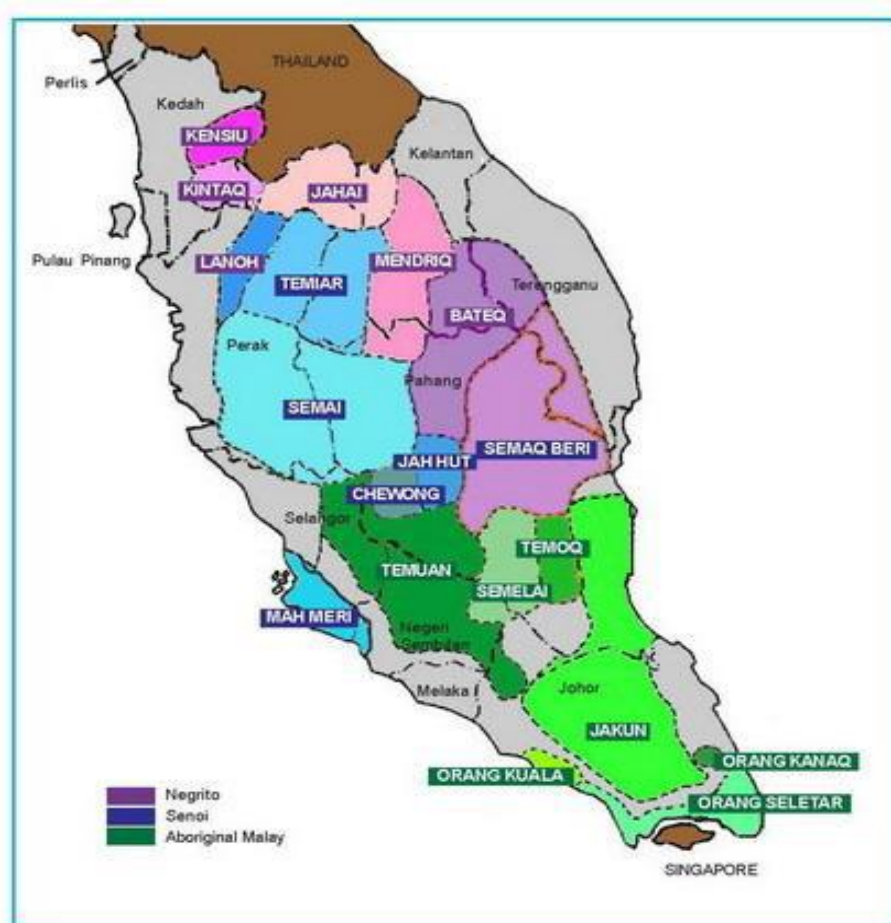 THAILAND
Perlis
Kedah
KENSIU
Kelantan
KINTAQ
JAHAI
Pulau Pinang
LANOH
TEMIAR
MENDRIQ
Terengganu
BATEQ
Perak
Pahang
SEMAI
SEMAQ BERI
JAH HUT
CHEWONG
Selangor
TEMOQ
TEMUAN
SEMELAI
MAH MERI
Negeri
Sembilan
Melaka
Johor
JAKUN
ORANG KANAQ
ORANG KUALA
ORANG SELETAR
Negrito
Senoi
Aboriginal Malay
SINGAPORE